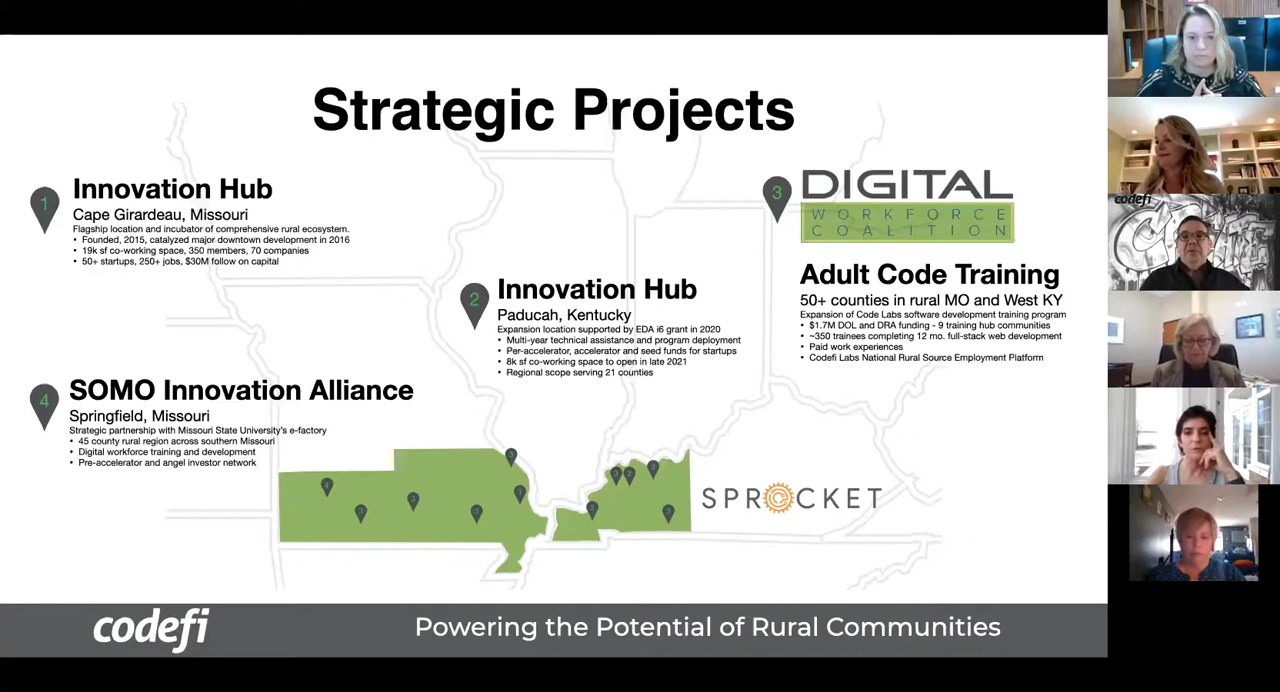 Strategic Projects
1
Innovation Hub
Cape Girardeau, Missouri
Flagship location and incubator of comprehensive rural ecosystem.
• Founded, 2015, catalyzed major downtown development in 2016
• 19k sf co-working space, 350 members, 70 companies
• 50+ startups, 250+ jobs, $30M follow on capital
2
Innovation Hub
Paducah, Kentucky
Expansion location supported by EDA i6 grant in 2020
• Multi-year technical assistance and program deployment
• Per-accelerator, accelerator and seed funds for startups
• 8k sf co-working space to open in late 2021
• Regional scope serving 21 counties
3
DIGITAL
WORKFORCE
COALITION
Adult Code Training
50+ counties in rural MO and West KY
Expansion of Code Labs software development training program
• $1.7M DOL and DRA funding - 9 training hub communities
• ~350 trainees completing 12 mo. full-stack web development
• Paid work experiences
• Codefi Labs National Rural Source Employment Platform
4
SOMO Innovation Alliance
Springfield, Missouri
Strategic partnership with Missouri State University's e-factory
• 45 county rural region across southern Missouri
• Digital workforce training and development
• Pre-accelerator and angel investor network
SPROCKET
codefi
Powering the Potential of Rural Communities
codefi